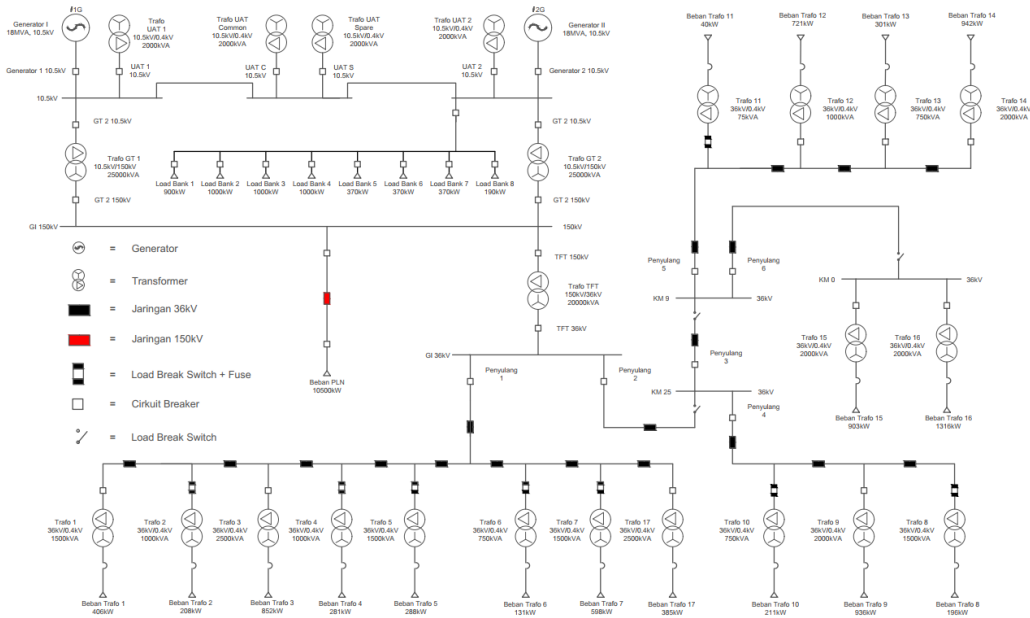 1G
Generator I
18MVA, 10.5kV
Trafo
UAT 1
10.5kV/0.4kV
2000kVA
Trafo UAT
Common
10.5kV/0.4kV
2000kVA
Trafo UAT
Spare
10.5kV/0.4kV
2000kVA
Trafo UAT 2
10.5kV/0.4kV
2000kVA
2G
Generator II
18MVA, 10.5kV
Beban Trafo 11
40kW
Beban Trafo 12
721kW
Beban Trafo 13
301kW
Beban Trafo 14
942kW
Generator 1 10.5kV
UAT 1
10.5kV
UAT C
10.5kV
UAT S
10.5kV
UAT 2
10.5kV
Generator 2 10.5kV
10.5kV
10.5kV
Trafo 11
36kV/0.4kV
75kVA
Trafo 12
36kV/0.4kV
1000kVA
Trafo 13
36kV/0.4kV
750kVA
Trafo 14
36kV/0.4kV
2000kVA
GT 2 10.5kV
GT 2 10.5kV
Trafo GT 1
10.5kV/150kV
25000kVA
Trafo GT 2
10.5kV/150kV
25000kVA
Load Bank 1
900kW
Load Bank 2
1000kW
Load Bank 3
1000kW
Load Bank 4
1000kW
Load Bank 5
370kW
Load Bank 6
370kW
Load Bank 7
370kW
Load Bank 8
190kW
GT 2 150kV
GT 2 150kV
GI 150kV
150kV
= Generator
= Transformer
= Jaringan 36kV
= Jaringan 150kV
= Load Break Switch + Fuse
= Cirkuit Breaker
= Load Break Switch
TFT 150kV
Trafo TFT
150kV/36kV
20000kVA
TFT 36kV
Beban PLN
10500kW
GI 36kV
Penyulang
1
Penyulang
2
Penyulang
5
Penyulang
6
KM 9
36kV
KM 0
36kV
Penyulang
3
Trafo 15
36kV/0.4kV
2000kVA
Trafo 16
36kV/0.4kV
2000kVA
KM 25
36kV
Penyulang
4
Beban Trafo 15
903kW
Beban Trafo 16
1316kW
Trafo 1
36kV/0.4kV
1500kVA
Trafo 2
36kV/0.4kV
1000kVA
Trafo 3
36kV/0.4kV
2500kVA
Trafo 4
36kV/0.4kV
1000kVA
Trafo 5
36kV/0.4kV
1500kVA
Trafo 6
36kV/0.4kV
750kVA
Trafo 7
36kV/0.4kV
1500kVA
Trafo 17
36kV/0.4kV
2500kVA
Trafo 10
36kV/0.4kV
750kVA
Trafo 9
36kV/0.4kV
2000kVA
Trafo 8
36kV/0.4kV
1500kVA
Beban Trafo 1
406kW
Beban Trafo 2
208kW
Beban Trafo 3
852kW
Beban Trafo 4
281kW
Beban Trafo 5
288kW
Beban Trafo 6
131kW
Beban Trafo 7
598kW
Beban Trafo 17
385kW
Beban Trafo 10
211kW
Beban Trafo 9
936kW
Beban Trafo 8
196kW